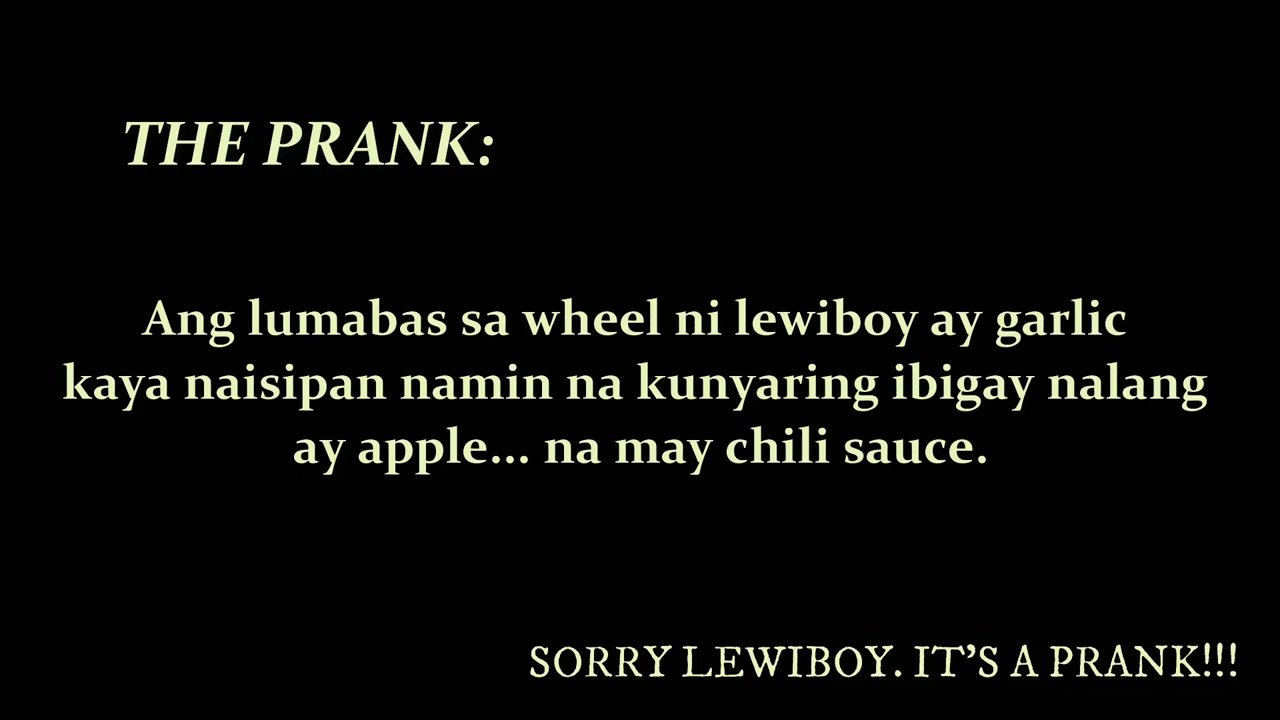 THE PRANK:
Ang lumabas sa wheel ni lewiboy ay garlic
kaya naisipan namin na kunyaring ibigay nalang
ay apple... na may chili sauce.
SORRY LEWIBOY. IT'S A PRANK!!!